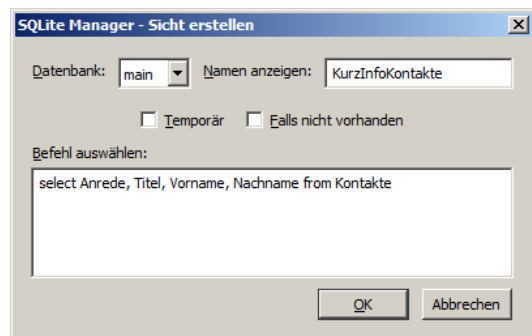 SQLite Manager - Sicht erstellen
Datenbank: main Namen anzeigen: KurzInfoKontakte
Temporär Falls nicht vorhanden
Befehl auswählen:
select Anrede, Titel, Vorname, Nachname from Kontakte
OK Abbrechen